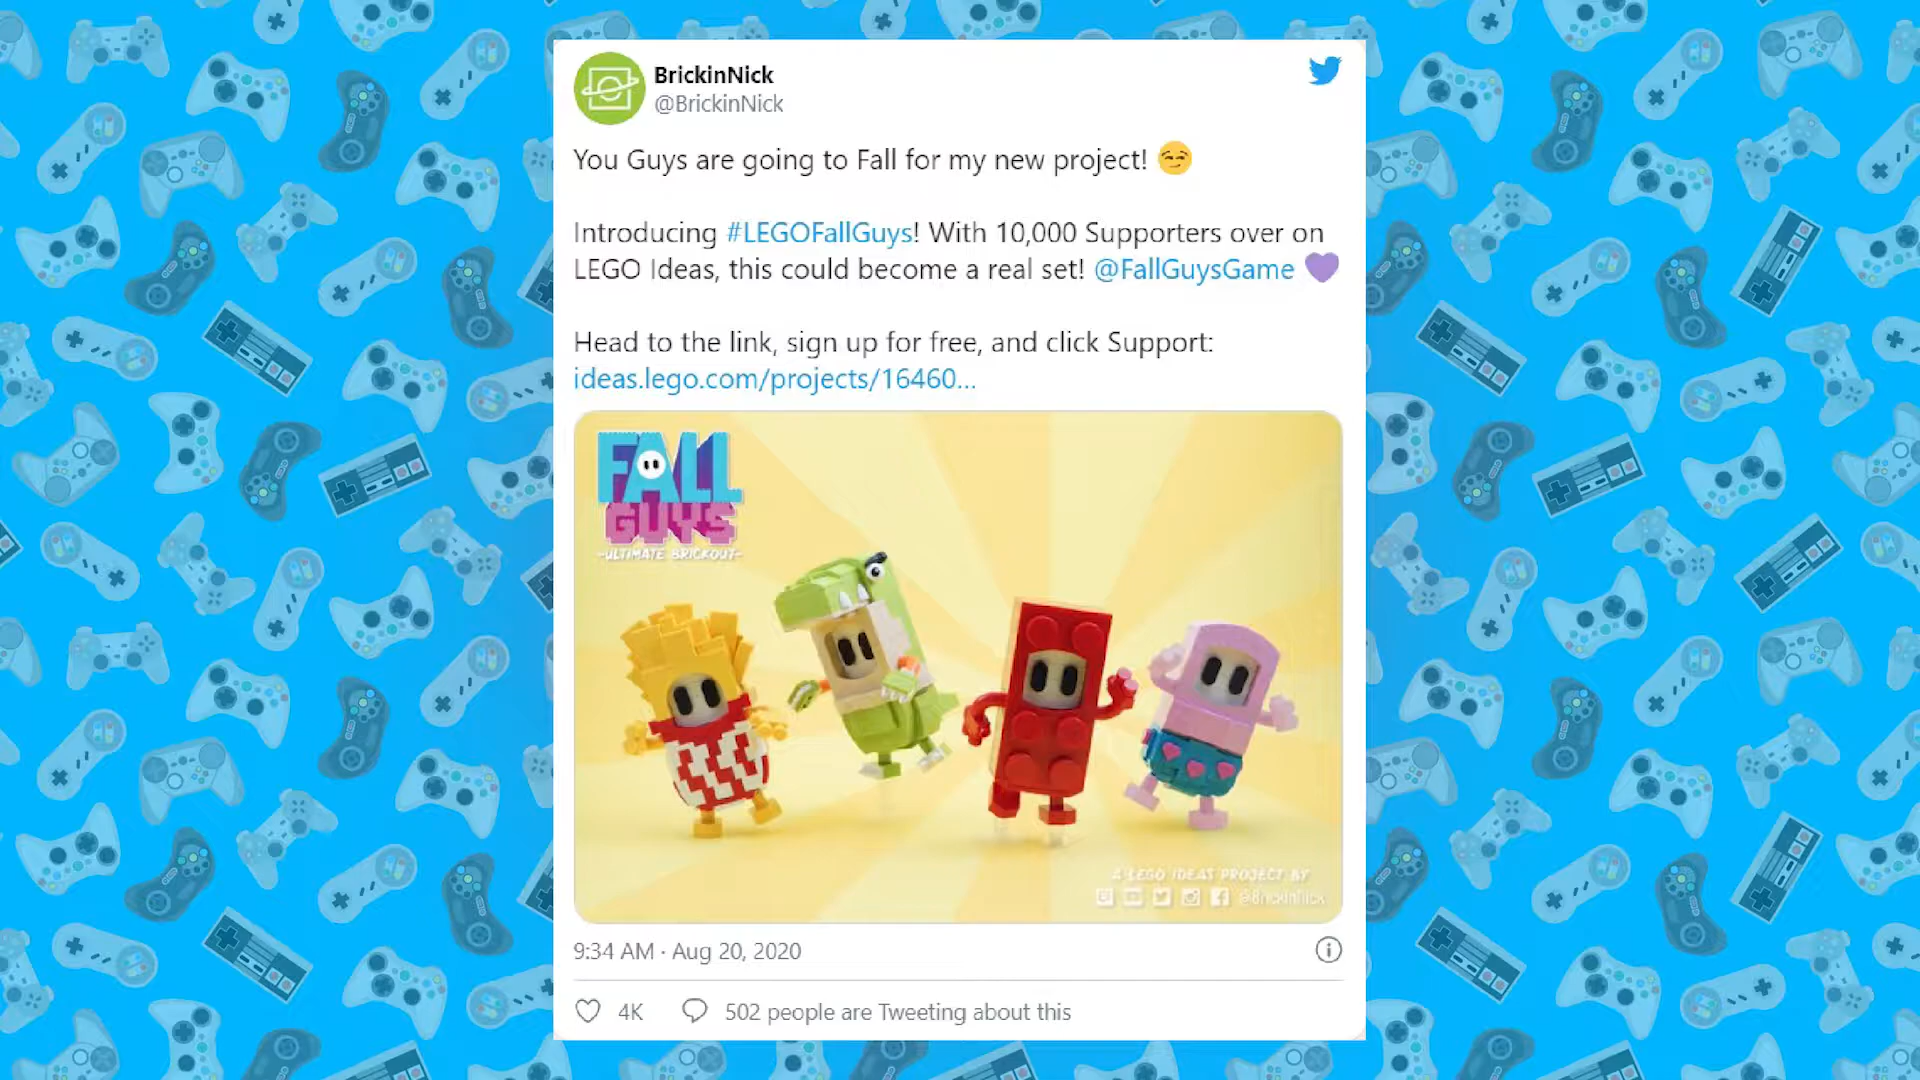 BrickinNick
@BrickinNick
You Guys are going to Fall for my new project! 😏
Introducing #LEGOFallGuys! With 10,000 Supporters over on
LEGO Ideas, this could become a real set! @FallGuysGame 💜
Head to the link, sign up for free, and click Support:
ideas.lego.com/projects/16460...
FALL
GUYS
-ULTIMATE BRICKOUT-
A LEGO IDEAS PROJECT BY
@BrickinNick
9:34 AM · Aug 20, 2020
4K
502 people are Tweeting about this